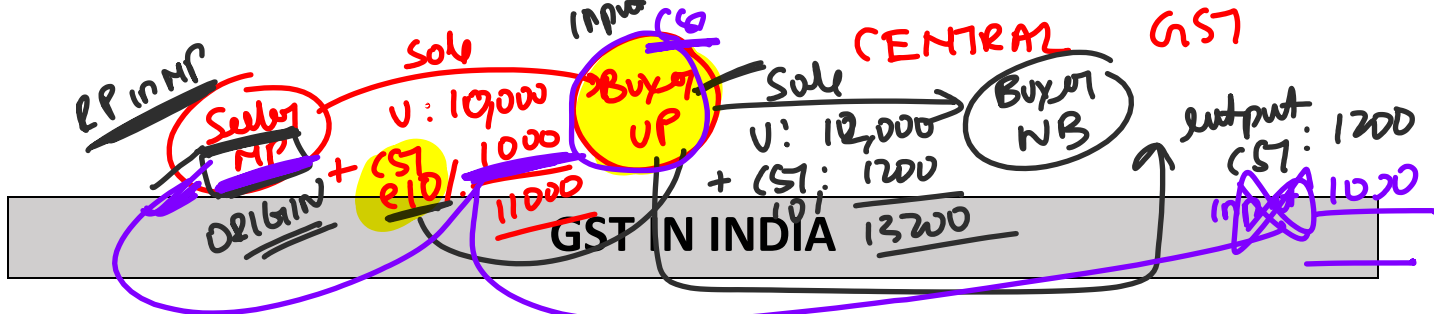 Input CG
CENTRAL GST
RP in MP
Sale
Seller
MP
V: 10,000
+ CST 1000
@10%
11000
ORIGIN
Buyer
UP
Sale
V: 12,000
+ CST: 1200
10%
13200
Buyer
WB
output
CST: 1200
Input 1000
GST IN INDIA